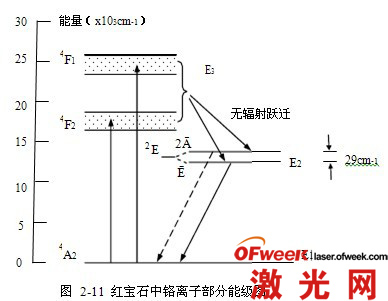 30
能量 (x103cm-1)
25
4F1
E3
20
无辐射跃迁
4F2
15
2E
2Ā
Ē
E2
29cm-1
10
5
0
4A2
OFweek
laser.ofweek.com
图 2-11 红宝石中铬离子部分能级图
激光网